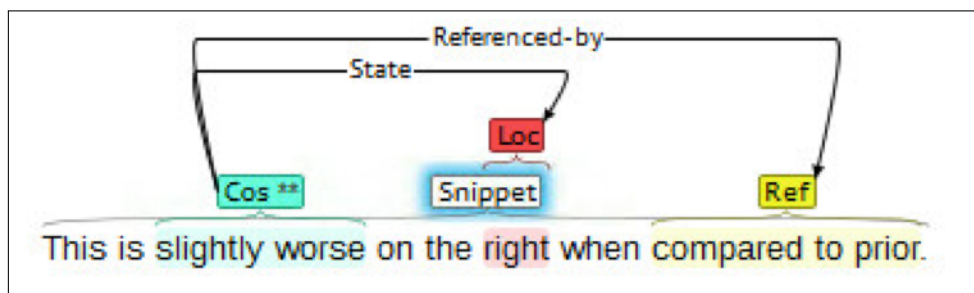 Referenced-by
State
Loc
Cos ** Snippet Ref
This is slightly worse on the right when compared to prior.